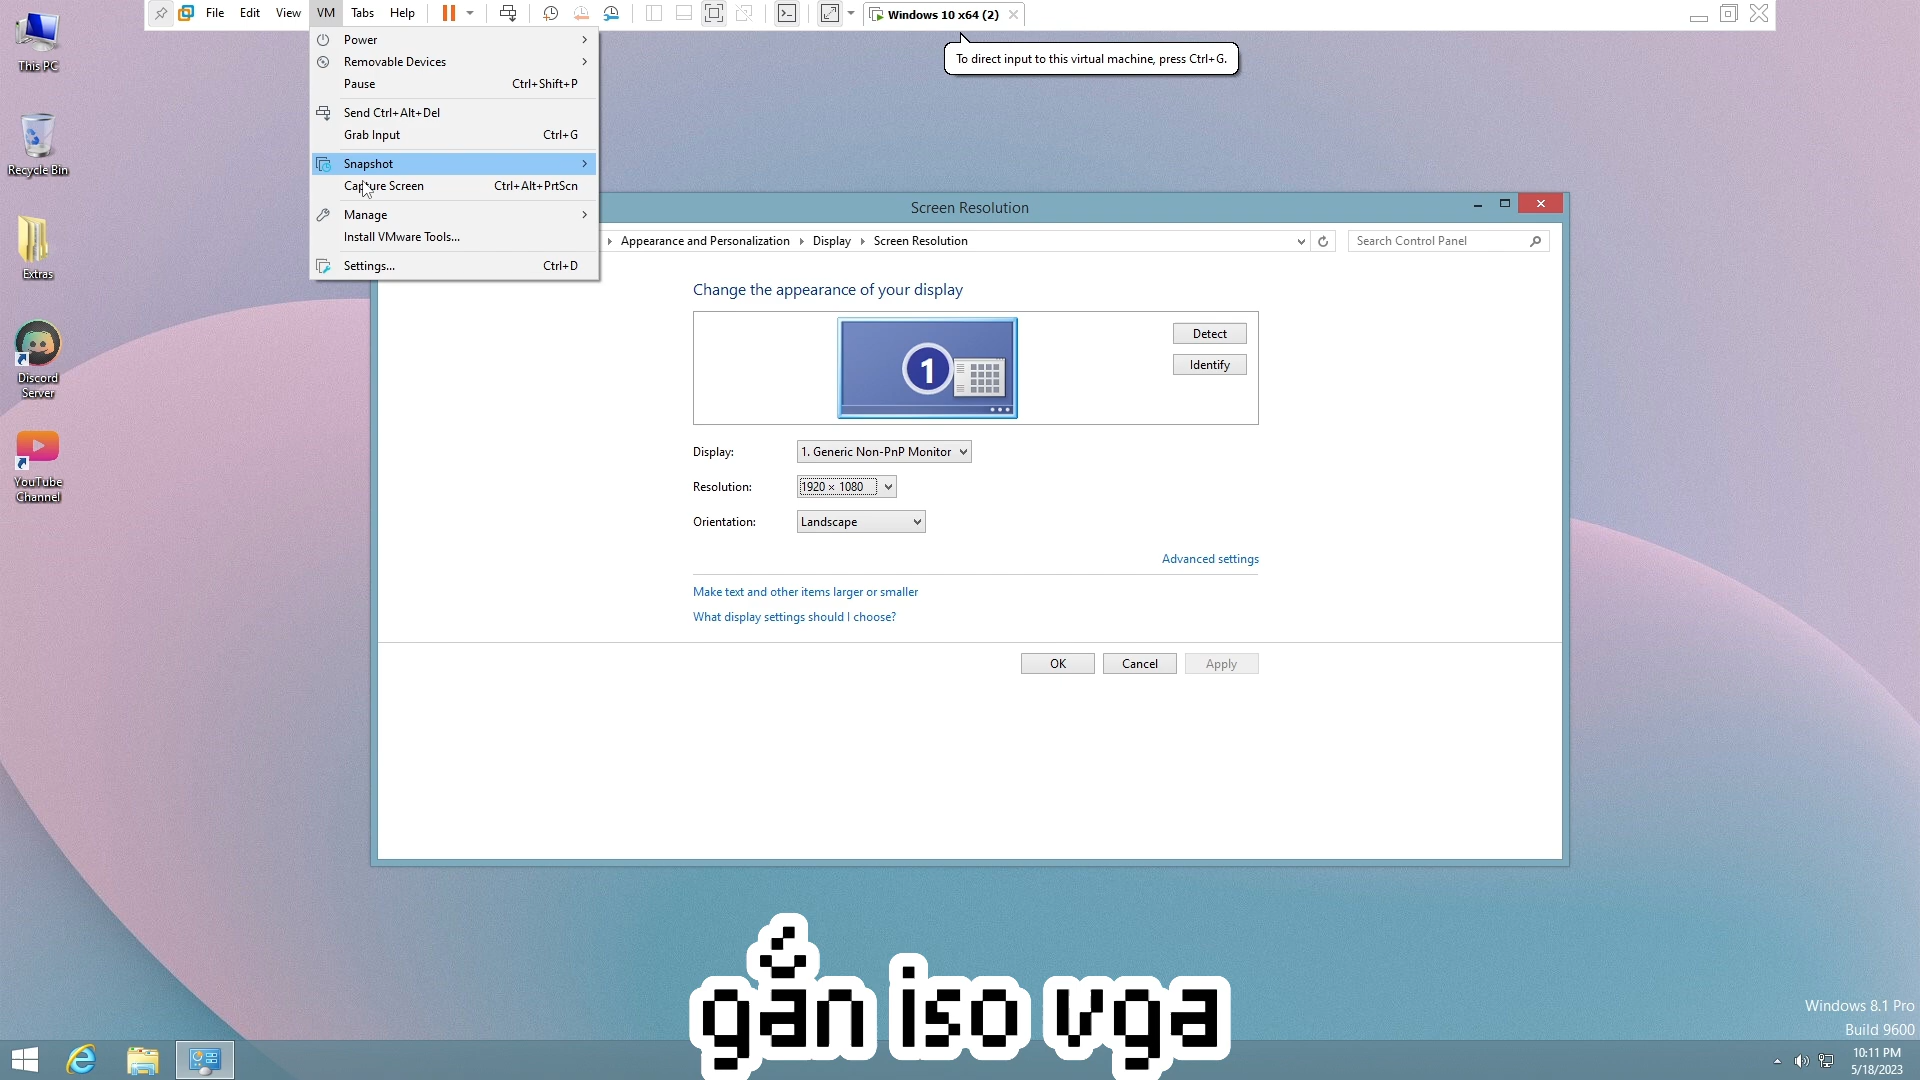 File Edit View VM Tabs Help
Windows 10 x64 (2)
To direct input to this virtual machine, press Ctrl+G.
Power
Removable Devices
Pause Ctrl+Shift+P
Send Ctrl+Alt+Del
Grab Input Ctrl+G
Snapshot
Capture Screen Ctrl+Alt+PrtScn
Manage
Install VMware Tools...
Settings... Ctrl+D
This PC
Recycle Bin
Extras
Discord
Server
YouTube
Channel
Screen Resolution
Appearance and Personalization Display Screen Resolution
Search Control Panel
Change the appearance of your display
1
Detect
Identify
Display: 1. Generic Non-PnP Monitor
Resolution: 1920 × 1080
Orientation: Landscape
Advanced settings
Make text and other items larger or smaller
What display settings should I choose?
OK Cancel Apply
gắn iso vga
Windows 8.1 Pro
Build 9600
10:11 PM
5/18/2023